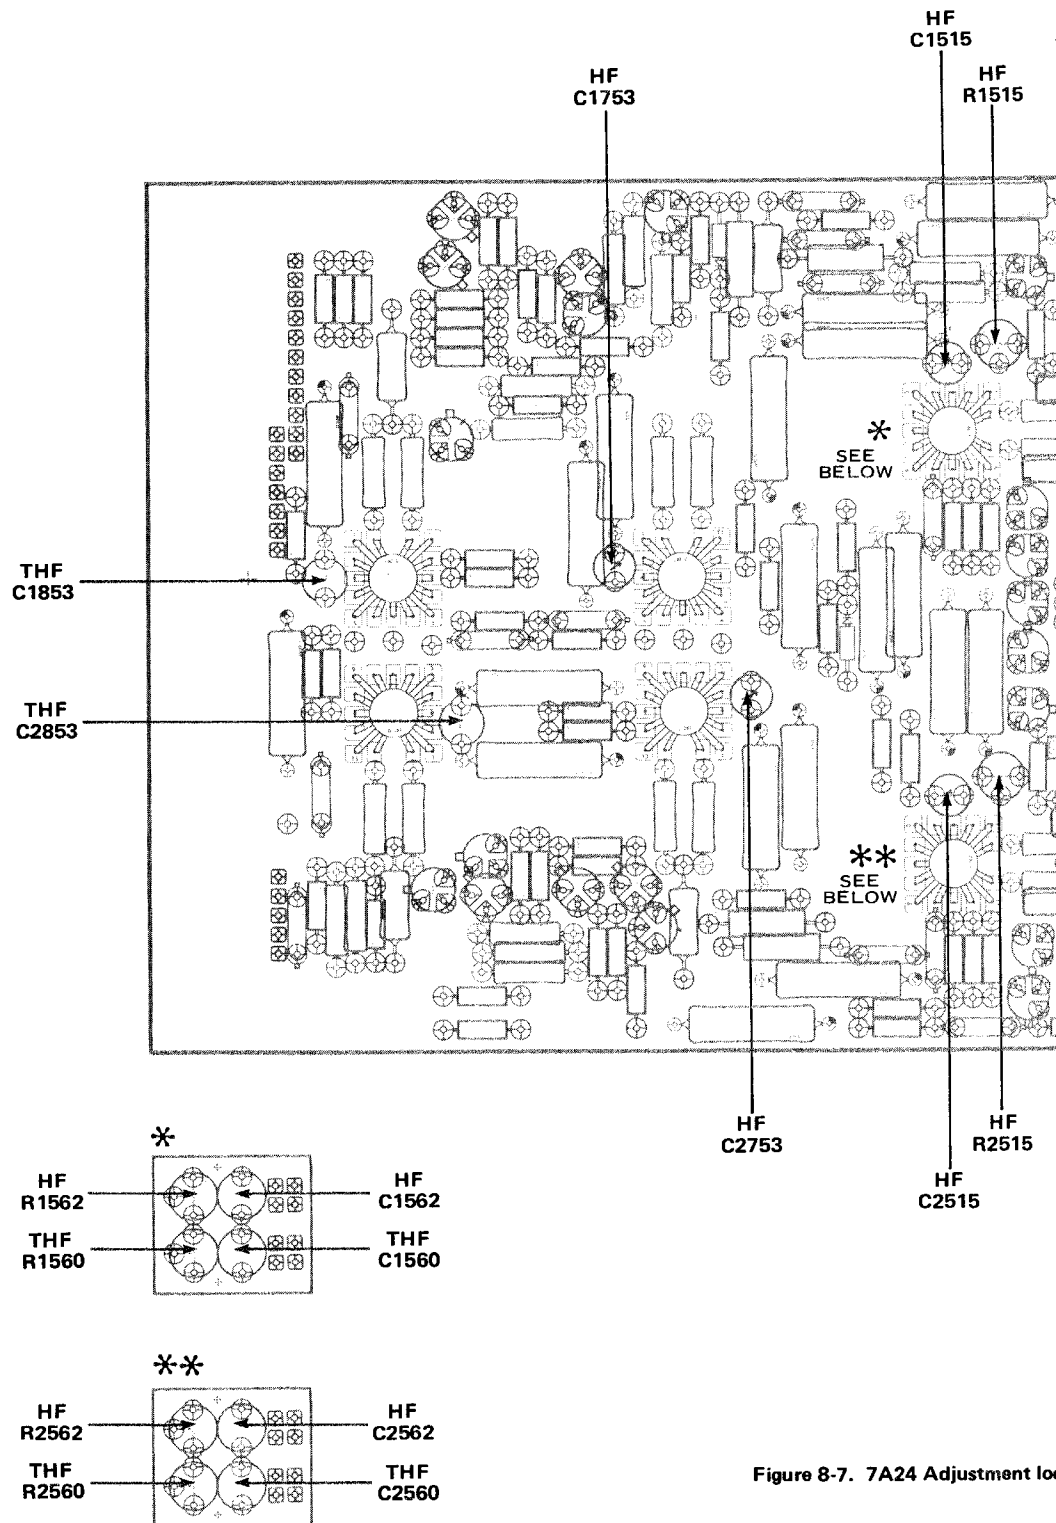 HF
C1515
HF
R1515
HF
C1753
*
SEE
BELOW
THF
C1853
THF
C2853
**
SEE
BELOW
HF
C2753
HF
R2515
HF
C2515
*
HF
R1562
HF
C1562
THF
R1560
THF
C1560
**
HF
R2562
HF
C2562
THF
R2560
THF
C2560
Figure 8-7. 7A24 Adjustment loc